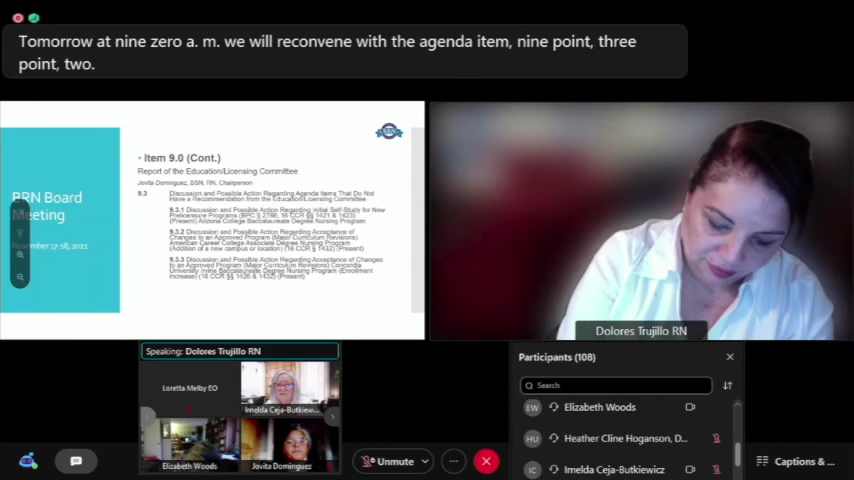 Tomorrow at nine zero a. m. we will reconvene with the agenda item, nine point, three
point, two.
BRN Board
Meeting
November 17-18, 2021
• Item 9.0 (Cont.)
Report of the Education/Licensing Committee
Jovita Dominguez, BSN, RN, Chairperson
9.3 Discussion and Possible Action Regarding Agenda Items That Do Not
Have a Recommendation from the Education/Licensing Committee
9.3.1 Discussion and Possible Action Regarding Initial Self-Study for New
Prelicensure Programs (BPC § 2786; 16 CCR §§ 1421 & 1423)
(Present) Arizona College Baccalaureate Degree Nursing Program
9.3.2 Discussion and Possible Action Regarding Acceptance of
Changes to an Approved Program (Major Curriculum Revisions)
American Career College Associate Degree Nursing Program
(Addition of a new campus or location) (16 CCR § 1432) (Present)
9.3.3 Discussion and Possible Action Regarding Acceptance of Changes
to an Approved Program (Major Curriculum Revisions) Concordia
University Irvine Baccalaureate Degree Nursing Program (Enrollment
Increase) (16 CCR §§ 1426 & 1432) (Present)
Dolores Trujillo RN
Speaking: Dolores Trujillo RN
Loretta Melby EO
Imelda Ceja-Butkiew...
Elizabeth Woods
Jovita Dominguez
Participants (108)
Search
EW Elizabeth Woods
HU Heather Cline Hoganson, D...
IC Imelda Ceja-Butkiewicz
Unmute
Captions & ...